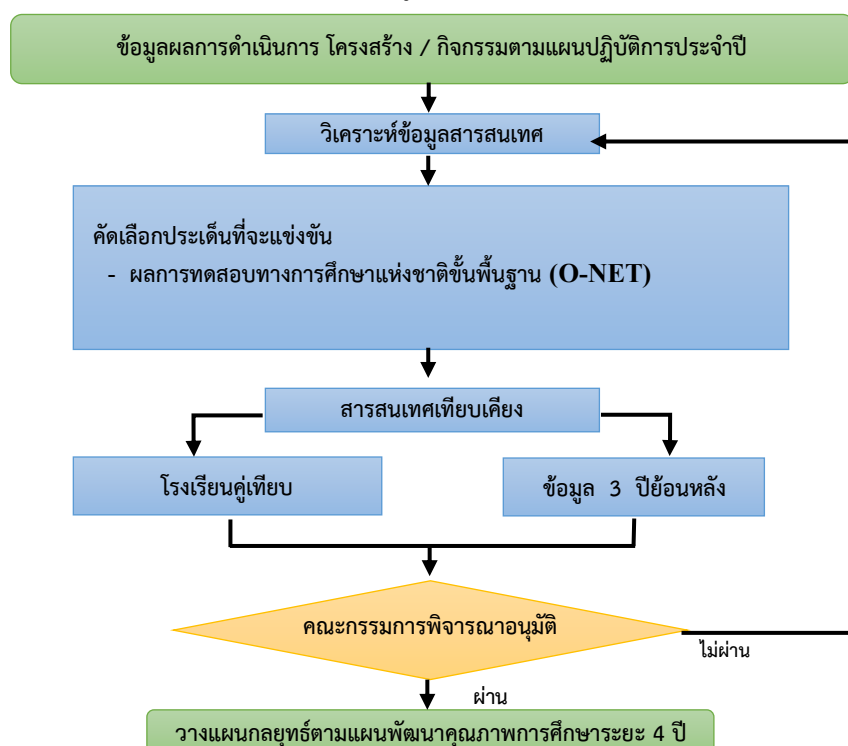 ข้อมูลผลการดำเนินการ โครงสร้าง / กิจกรรมตามแผนปฏิบัติการประจำปี
วิเคราะห์ข้อมูลสารสนเทศ
คัดเลือกประเด็นที่จะแข่งขัน
- ผลการทดสอบทางการศึกษาแห่งชาติขั้นพื้นฐาน (O-NET)
สารสนเทศเทียบเคียง
โรงเรียนคู่เทียบ
ข้อมูล 3 ปีย้อนหลัง
คณะกรรมการพิจารณาอนุมัติ
ไม่ผ่าน
ผ่าน
วางแผนกลยุทธ์ตามแผนพัฒนาคุณภาพการศึกษาระยะ 4 ปี